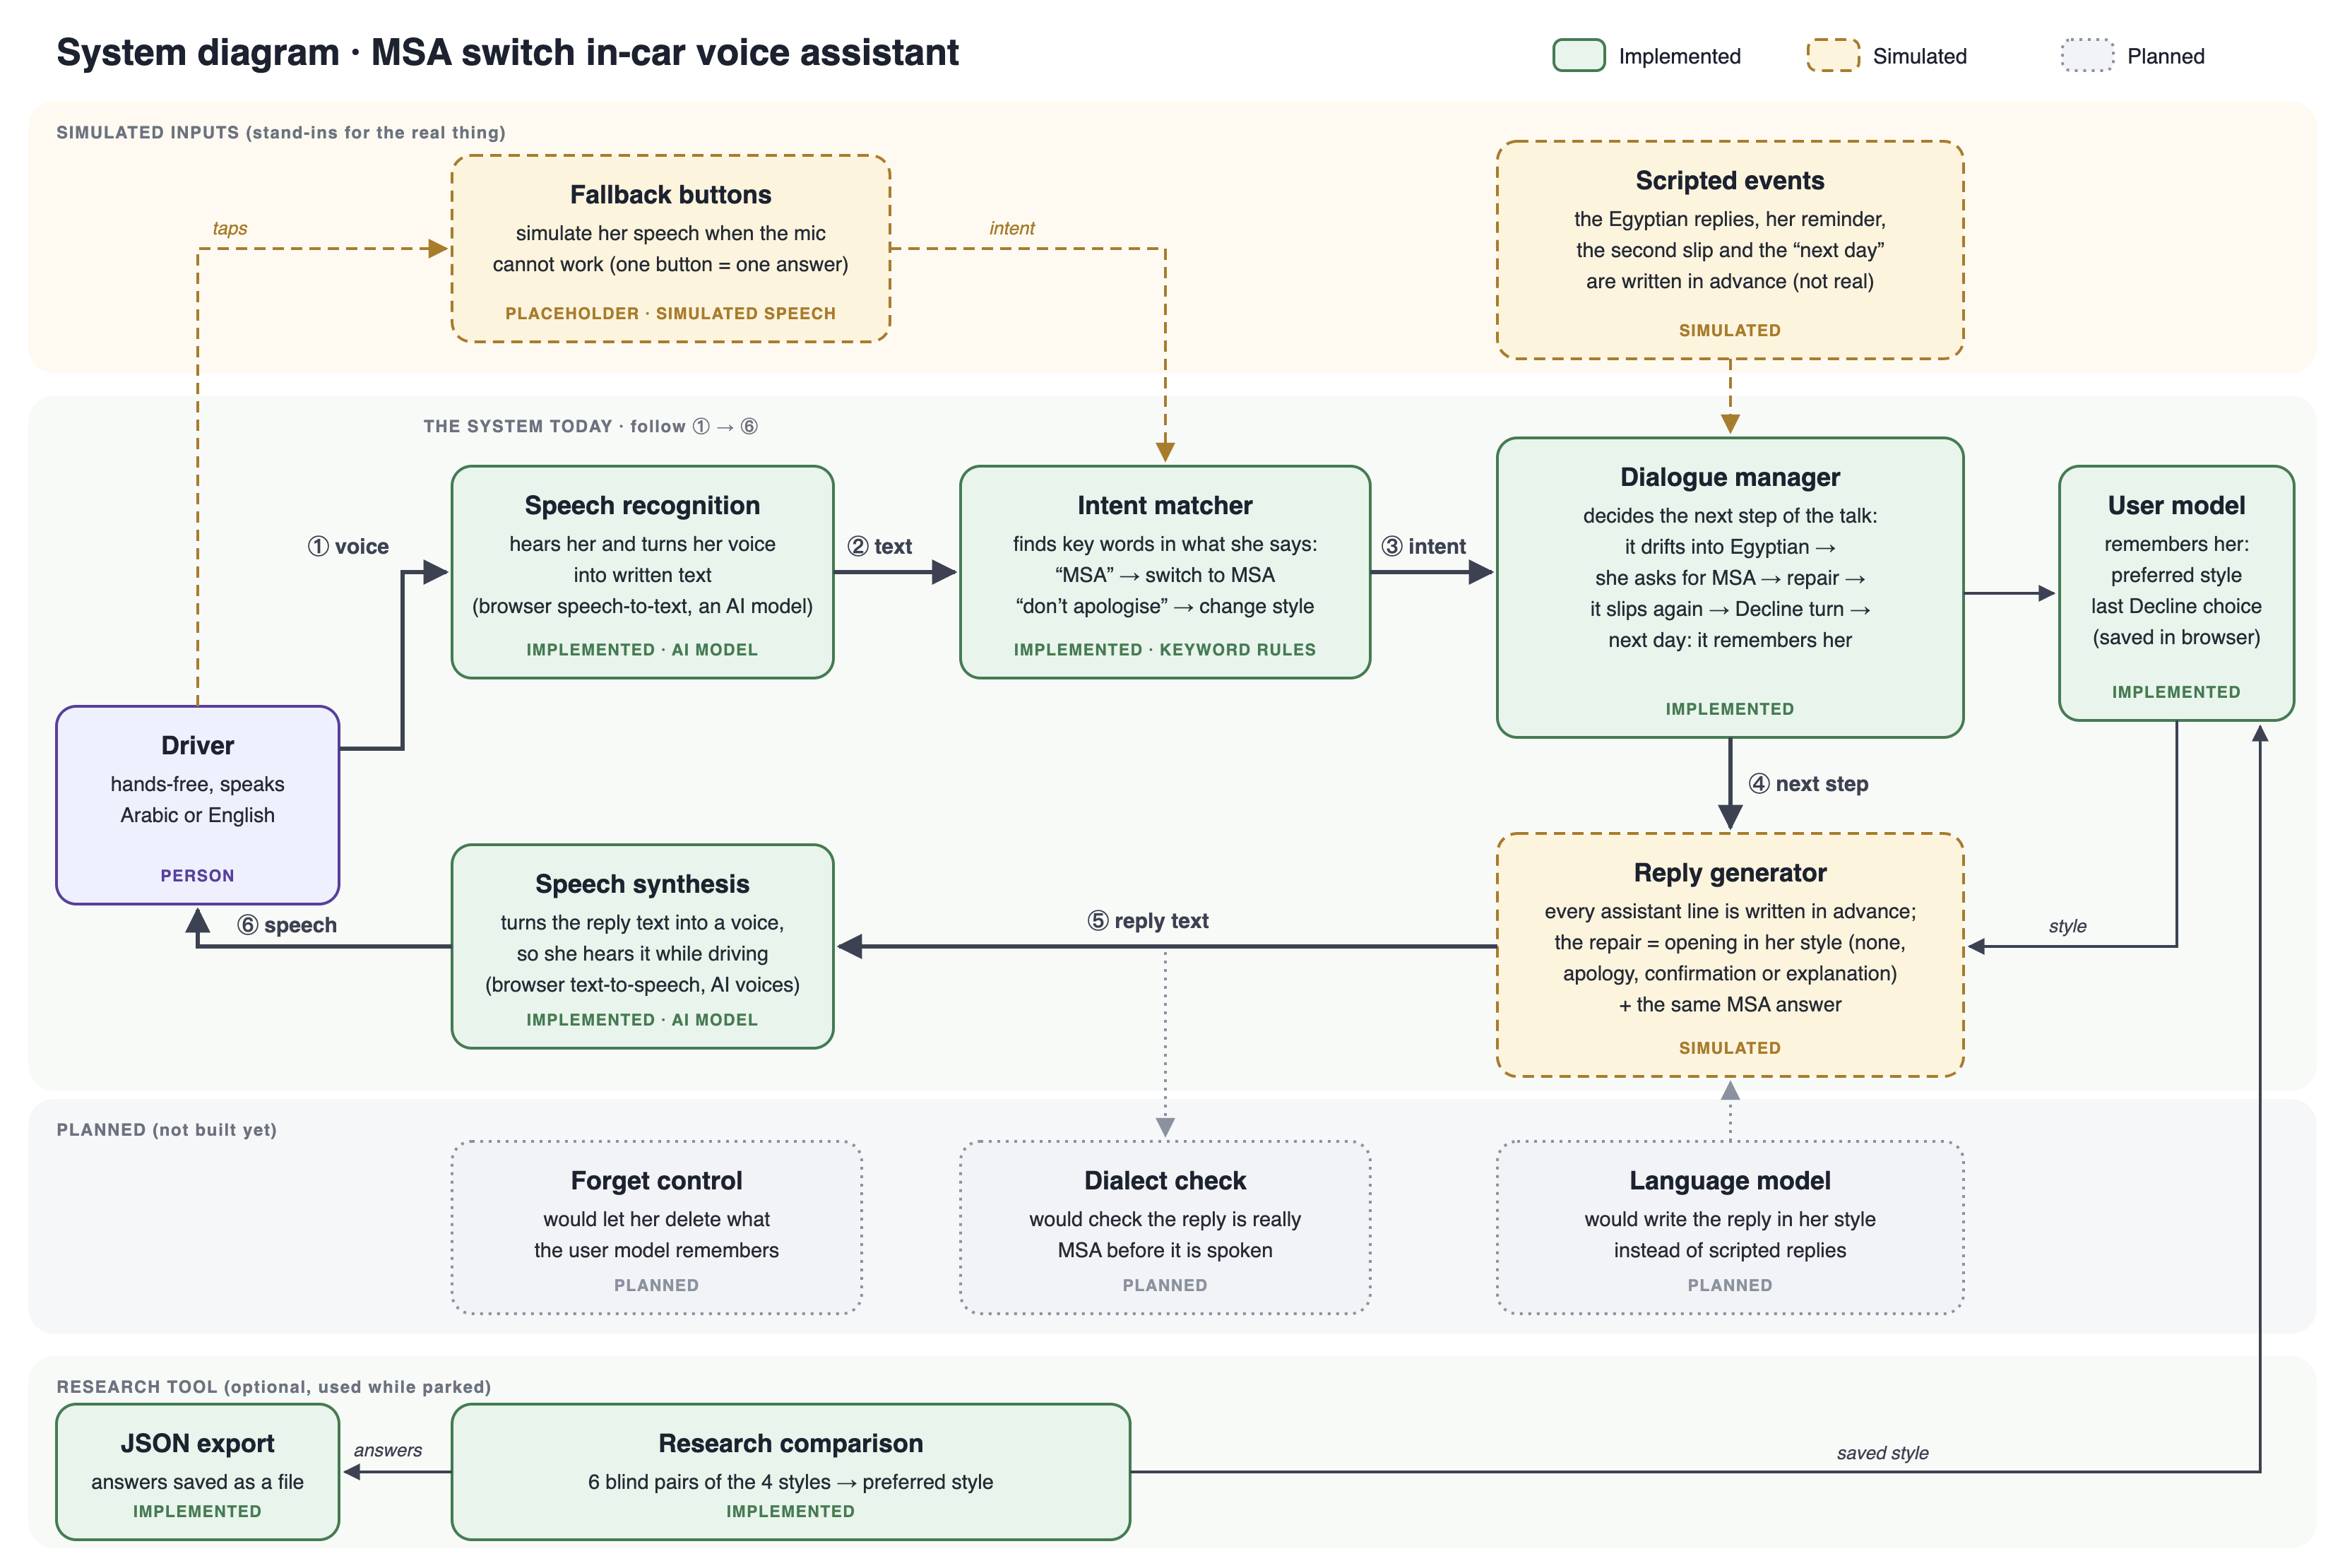 System diagram · MSA switch in-car voice assistant
Implemented
Simulated
Planned
SIMULATED INPUTS (stand-ins for the real thing)
Fallback buttons
simulate her speech when the mic
cannot work (one button = one answer)
PLACEHOLDER · SIMULATED SPEECH
taps
intent
Scripted events
the Egyptian replies, her reminder,
the second slip and the “next day”
are written in advance (not real)
SIMULATED
THE SYSTEM TODAY · follow ① → ⑥
① voice
Speech recognition
hears her and turns her voice
into written text
(browser speech-to-text, an AI model)
IMPLEMENTED · AI MODEL
② text
Intent matcher
finds key words in what she says:
“MSA” → switch to MSA
“don’t apologise” → change style
IMPLEMENTED · KEYWORD RULES
③ intent
Dialogue manager
decides the next step of the talk:
it drifts into Egyptian →
she asks for MSA → repair →
it slips again → Decline turn →
next day: it remembers her
IMPLEMENTED
User model
remembers her:
preferred style
last Decline choice
(saved in browser)
IMPLEMENTED
Driver
hands-free, speaks
Arabic or English
PERSON
④ next step
Reply generator
every assistant line is written in advance;
the repair = opening in her style (none,
apology, confirmation or explanation)
+ the same MSA answer
SIMULATED
style
⑤ reply text
Speech synthesis
turns the reply text into a voice,
so she hears it while driving
(browser text-to-speech, AI voices)
IMPLEMENTED · AI MODEL
⑥ speech
PLANNED (not built yet)
Forget control
would let her delete what
the user model remembers
PLANNED
Dialect check
would check the reply is really
MSA before it is spoken
PLANNED
Language model
would write the reply in her style
instead of scripted replies
PLANNED
RESEARCH TOOL (optional, used while parked)
JSON export
answers saved as a file
IMPLEMENTED
answers
Research comparison
6 blind pairs of the 4 styles → preferred style
IMPLEMENTED
saved style